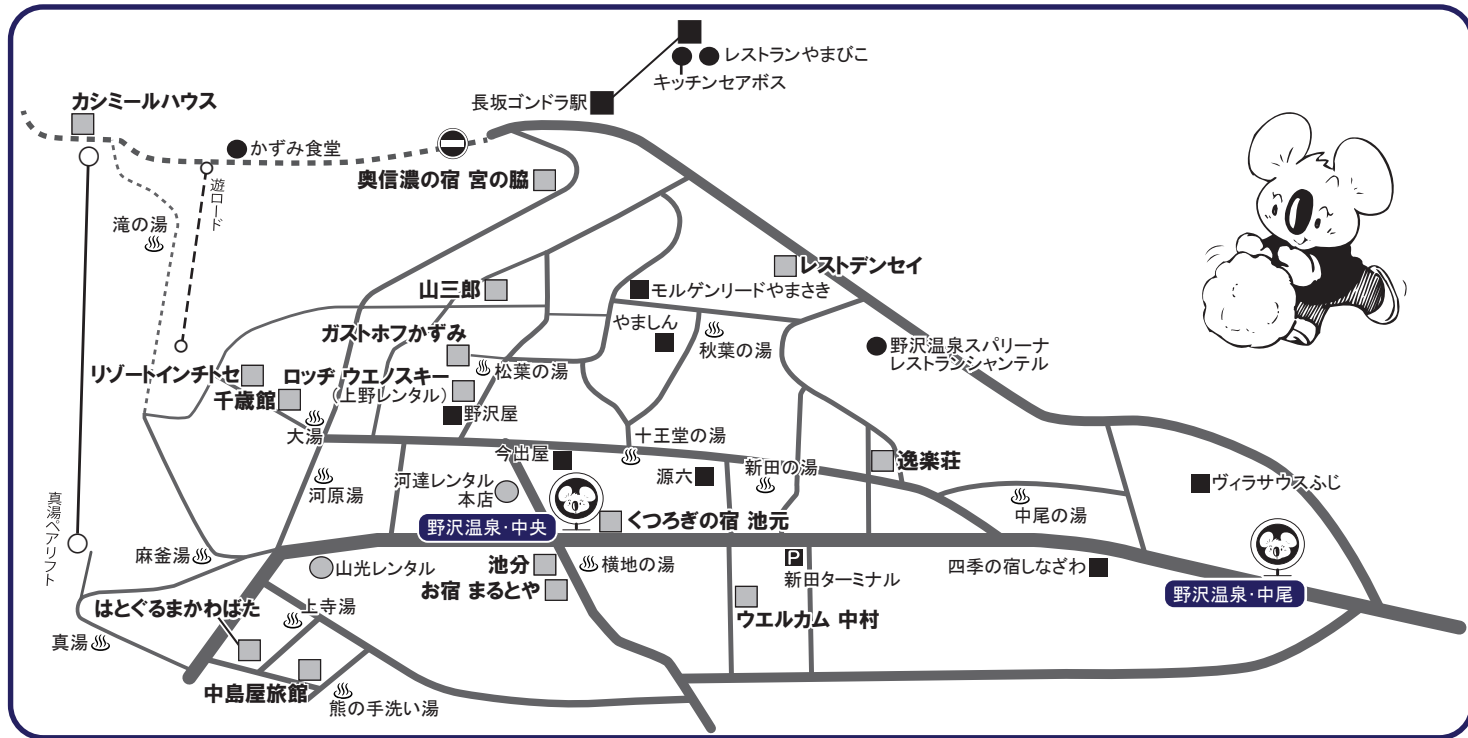 レストランやまびこ
キッチンセアボス
長坂ゴンドラ駅
カシミールハウス
かずみ食堂
奥信濃の宿 宮の脇
遊ロード
滝の湯
レストデンセイ
山三郎
モルゲンリードやまさき
やましん
ガストホフかずみ
秋葉の湯
野沢温泉スパリーナ
レストランシャンテル
松葉の湯
リゾートインチトセ
ロッヂ ウエノスキー
(上野レンタル)
千歳館
野沢屋
大湯
十王堂の湯
今出屋
新田の湯
逸楽荘
源六
河原湯
河達レンタル
本店
ヴィラサウスふじ
中尾の湯
くつろぎの宿 池元
野沢温泉・中央
真湯ペアリフト
麻釜湯
山光レンタル
池分
横地の湯
P
新田ターミナル
四季の宿しなざわ
お宿 まるとや
野沢温泉・中尾
はとぐるまかわばた
上寺湯
ウエルカム 中村
真湯
中島屋旅館
熊の手洗い湯